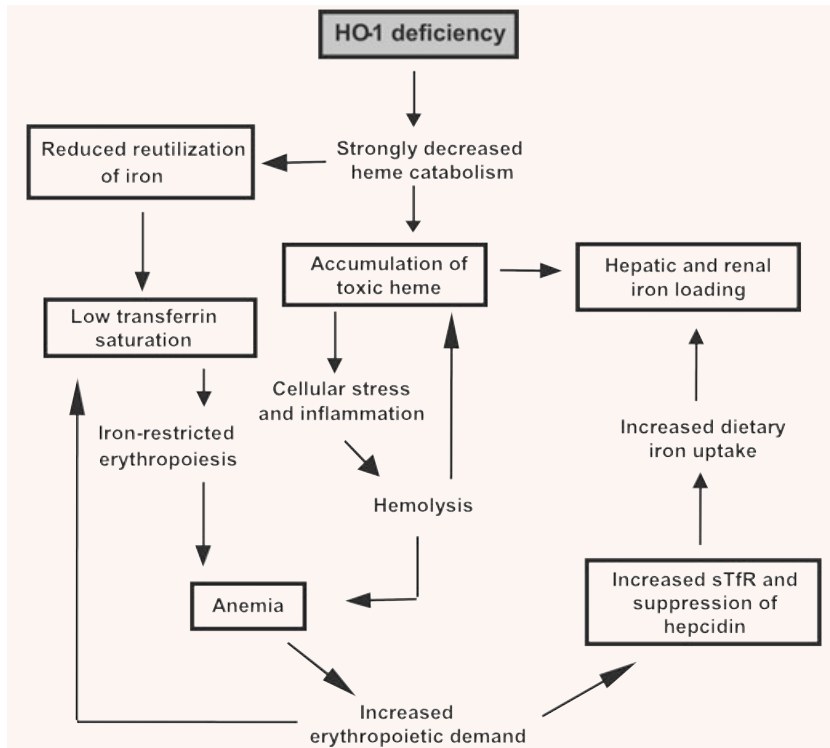 HO-1 deficiency
Strongly decreased
heme catabolism
Reduced reutilization
of iron
Accumulation of
toxic heme
Hepatic and renal
iron loading
Low transferrin
saturation
Cellular stress
and inflammation
Increased dietary
iron uptake
Iron-restricted
erythropoiesis
Hemolysis
Anemia
Increased sTfR and
suppression of
hepcidin
Increased
erythropoietic demand